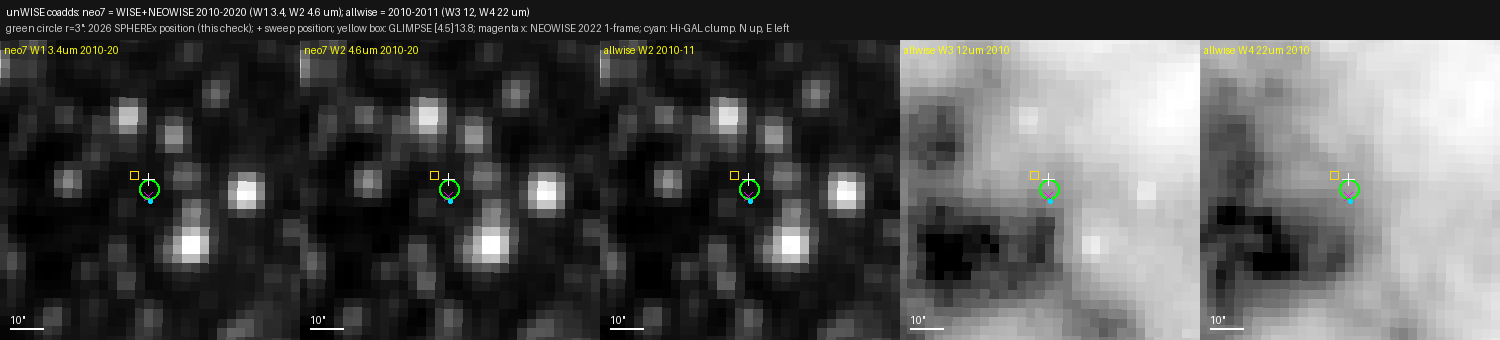 unWISE coadds: neo7 = WISE+NEOWISE 2010-2020 (W1 3.4, W2 4.6 um); allwise = 2010-2011 (W3 12, W4 22 um)
green circle r=3": 2026 SPHEREx position (this check); + sweep position; yellow box: GLIMPSE [4.5]13.8; magenta x: NEOWISE 2022 1-frame; cyan: Hi-GAL clump. N up, E left
neo7 W1 3.4um 2010-20
neo7 W2 4.6um 2010-20
allwise W2 2010-11
allwise W3 12um 2010
allwise W4 22um 2010
10"
10"
10"
10"
10"